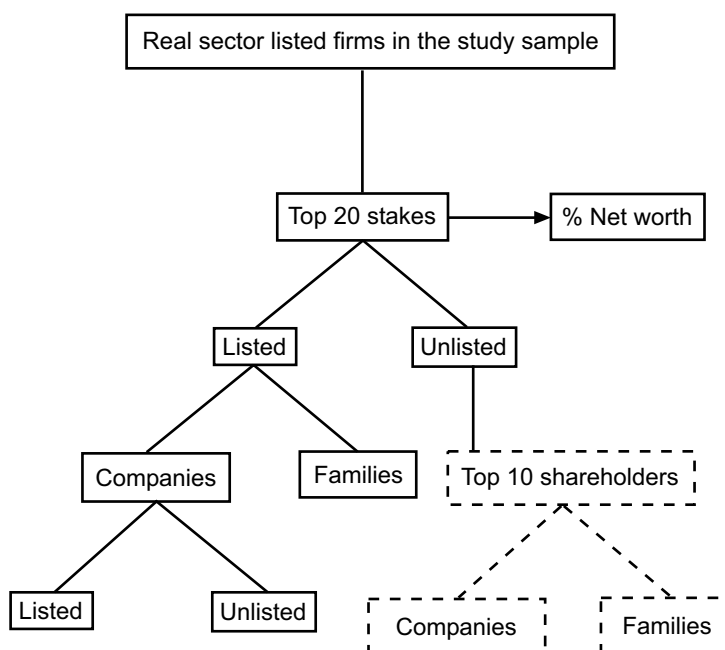 Real sector listed firms in the study sample
Top 20 stakes
% Net worth
Listed
Unlisted
Companies
Families
Top 10 shareholders
Listed
Unlisted
Companies
Families